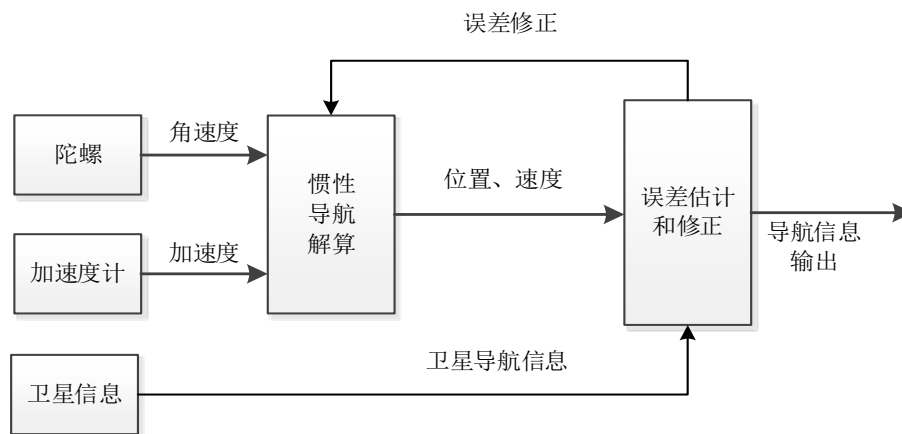 误差修正
陀螺
角速度
惯性
导航
解算
位置、速度
误差估计
和修正
导航信息
输出
加速度计
加速度
卫星信息
卫星导航信息